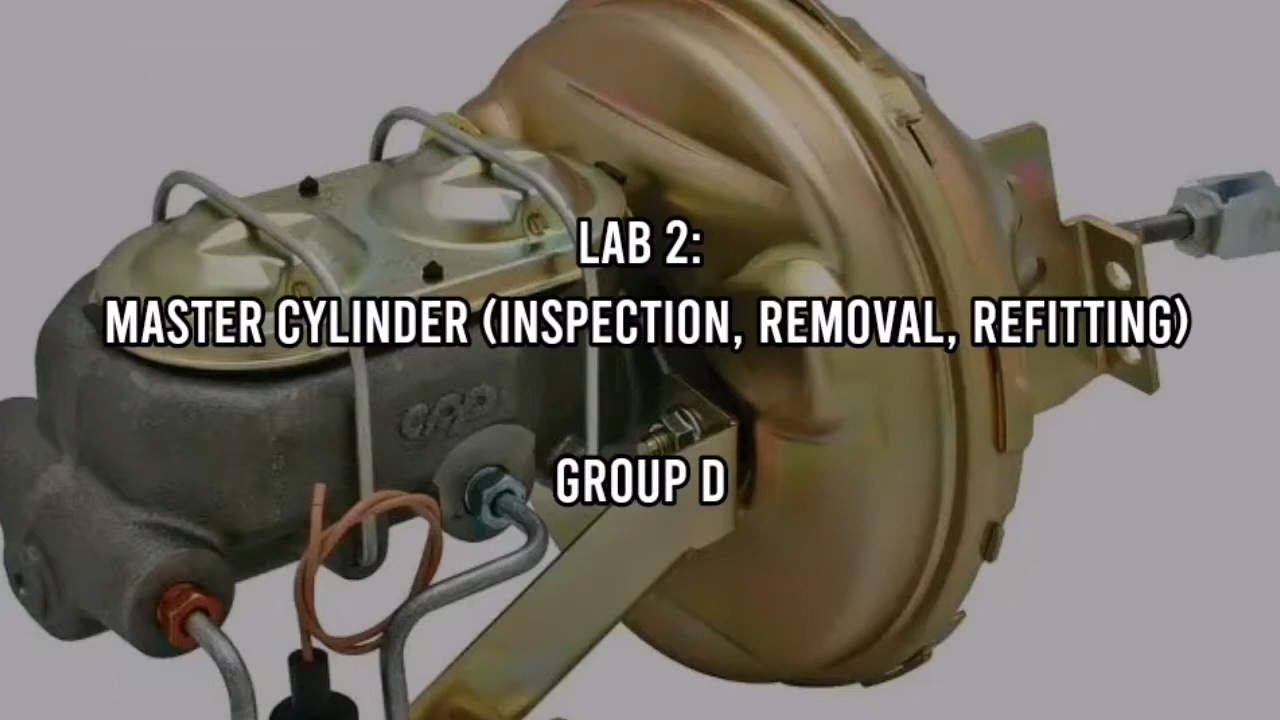 LAB 2:
MASTER CYLINDER (INSPECTION, REMOVAL, REFITTING)
GROUP D